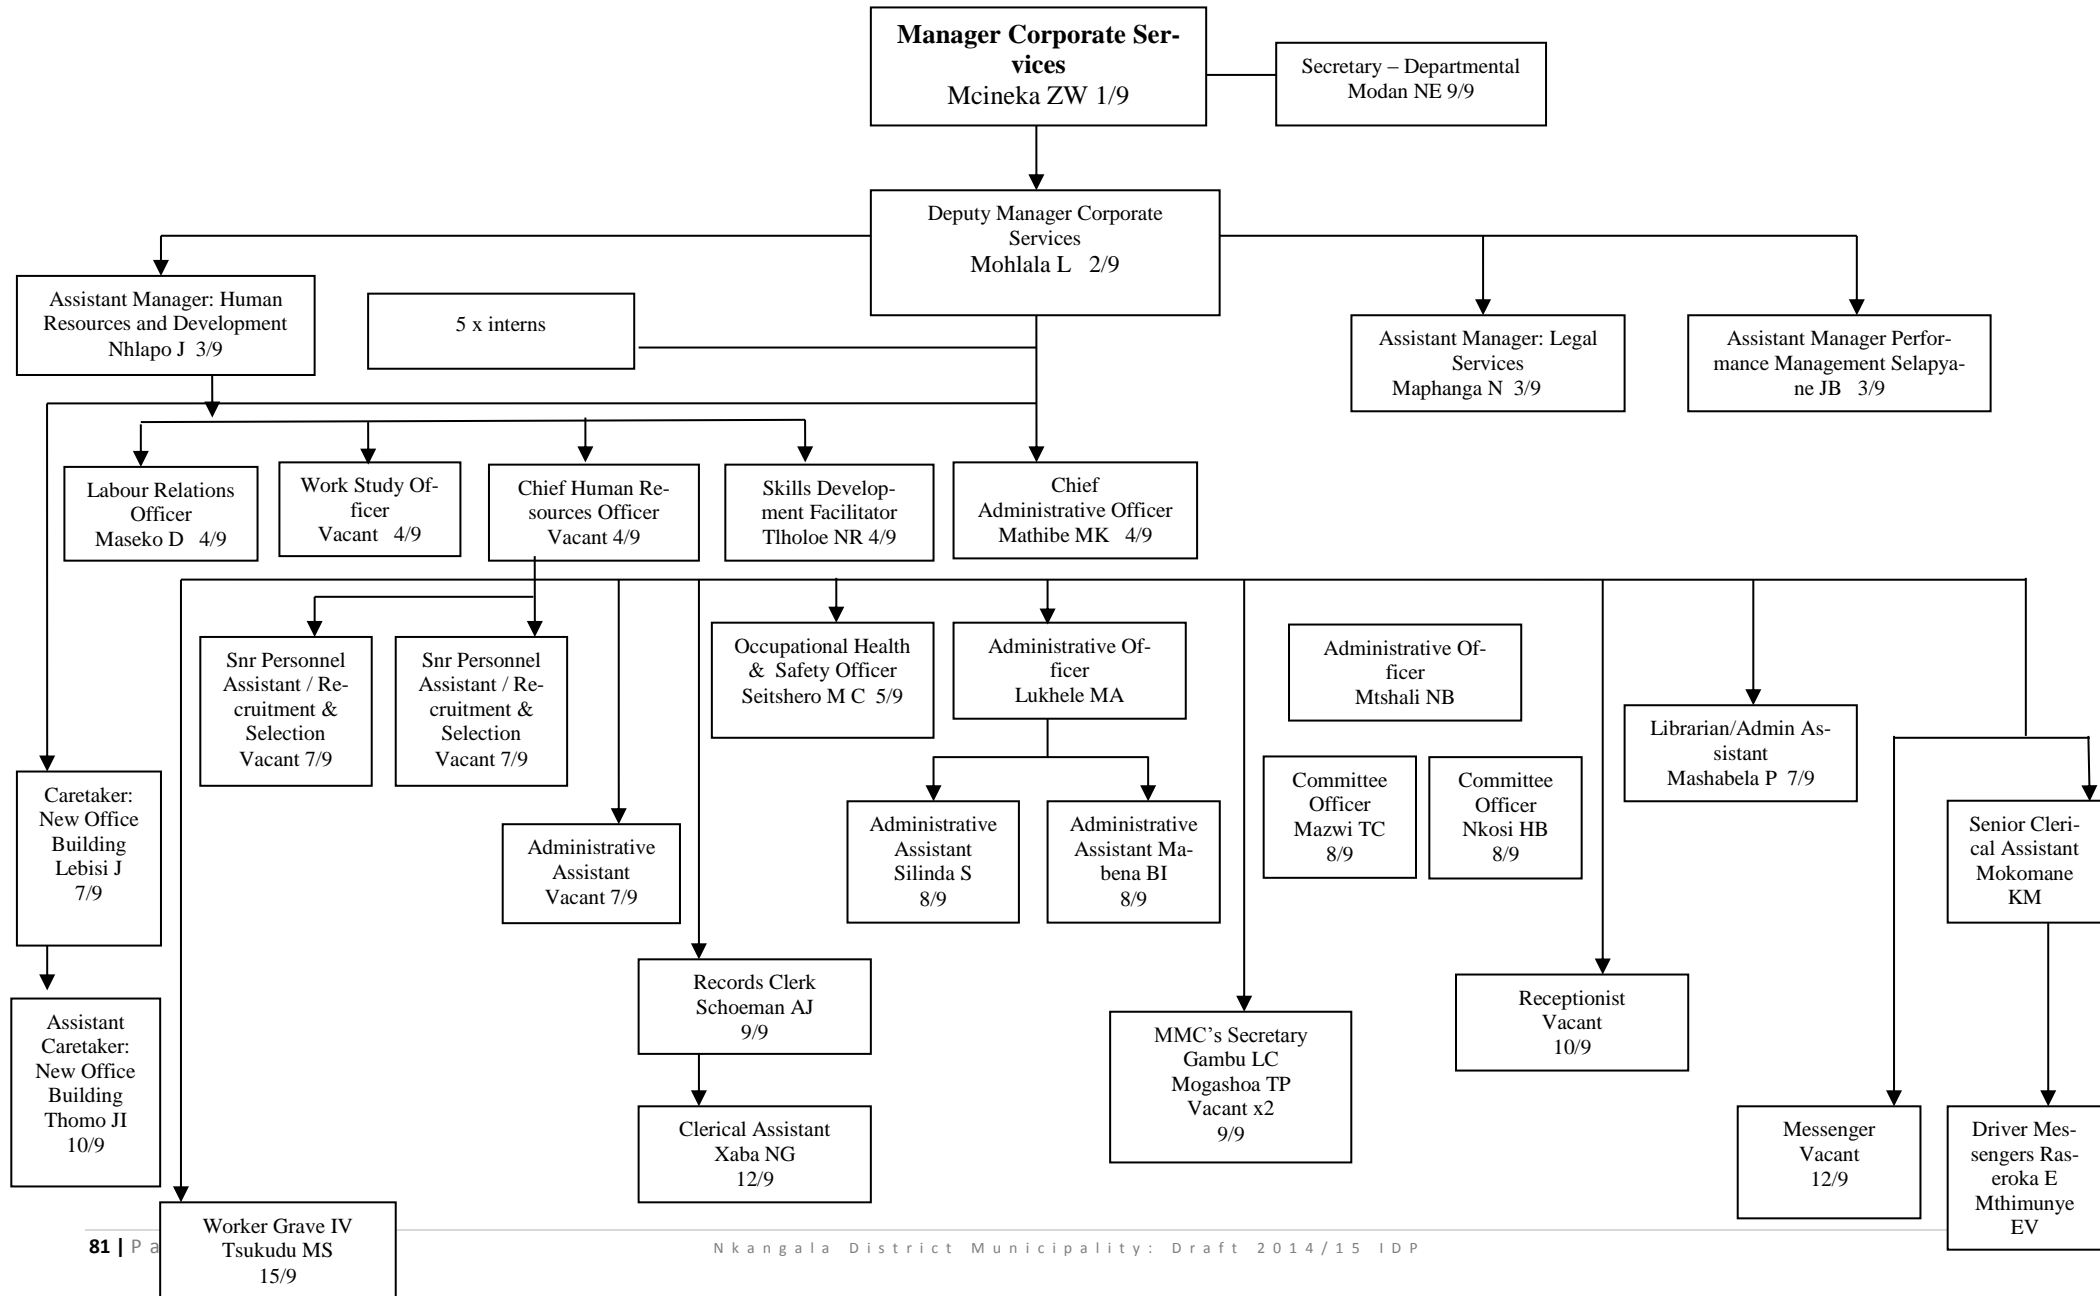 Manager Corporate Ser-
vices
Mcineka ZW 1/9
Secretary – Departmental
Modan NE 9/9
Deputy Manager Corporate
Services
Mohlala L 2/9
Assistant Manager: Human
Resources and Development
Nhlapo J 3/9
5 x interns
Assistant Manager: Legal
Services
Maphanga N 3/9
Assistant Manager Perfor-
mance Management Selapya-
ne JB 3/9
Labour Relations
Officer
Maseko D 4/9
Work Study Of-
ficer
Vacant 4/9
Chief Human Re-
sources Officer
Vacant 4/9
Skills Develop-
ment Facilitator
Tlholoe NR 4/9
Chief
Administrative Officer
Mathibe MK 4/9
Snr Personnel
Assistant / Re-
cruitment &
Selection
Vacant 7/9
Snr Personnel
Assistant / Re-
cruitment &
Selection
Vacant 7/9
Occupational Health
& Safety Officer
Seitshero M C 5/9
Administrative Of-
ficer
Lukhele MA
Administrative Of-
ficer
Mtshali NB
Librarian/Admin As-
sistant
Mashabela P 7/9
Caretaker:
New Office
Building
Lebisi J
7/9
Administrative
Assistant
Vacant 7/9
Administrative
Assistant
Silinda S
8/9
Administrative
Assistant Ma-
bena BI
8/9
Committee
Officer
Mazwi TC
8/9
Committee
Officer
Nkosi HB
8/9
Senior Cleri-
cal Assistant
Mokomane
KM
Assistant
Caretaker:
New Office
Building
Thomo JI
10/9
Records Clerk
Schoeman AJ
9/9
Clerical Assistant
Xaba NG
12/9
MMC's Secretary
Gambu LC
Mogashoa TP
Vacant x2
9/9
Receptionist
Vacant
10/9
Messenger
Vacant
12/9
Driver Mes-
sengers Ras-
eroka E
Mthimunye
EV
Worker Grave IV
Tsukudu MS
15/9
81 | Pa
Nkangala District Municipality: Draft 2014/15 IDP